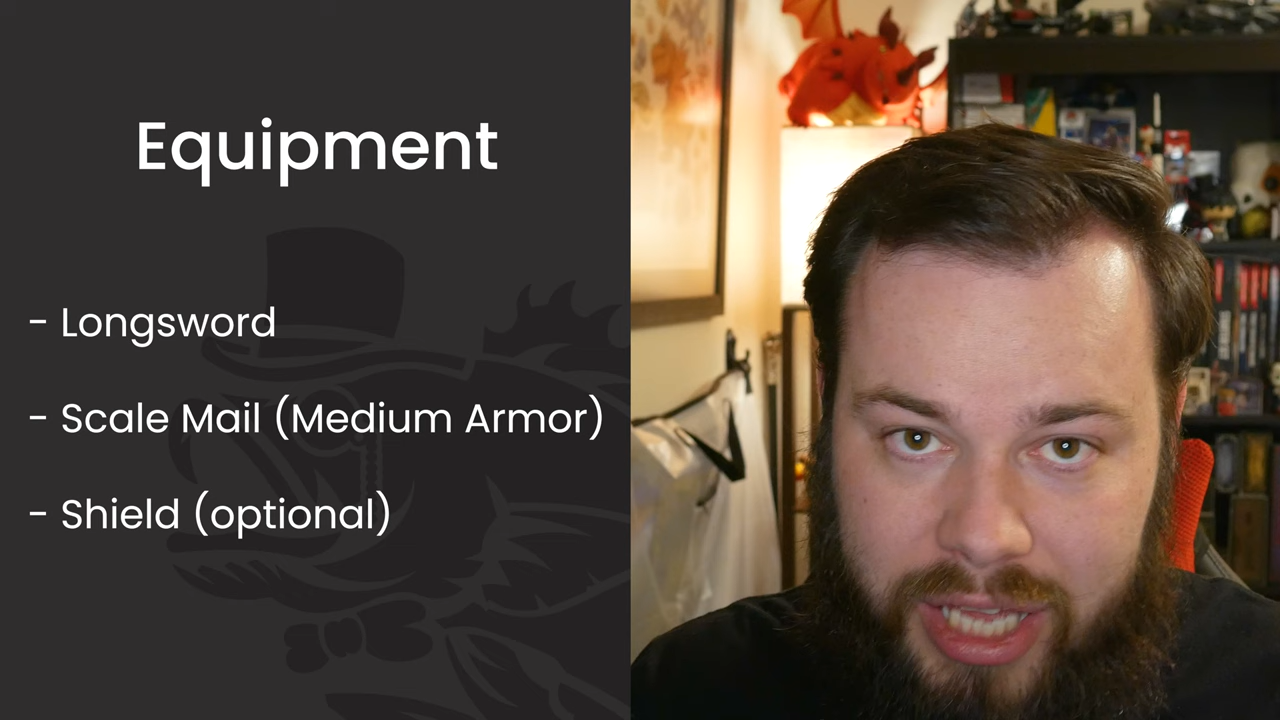 Equipment
- Longsword
- Scale Mail (Medium Armor)
- Shield (optional)